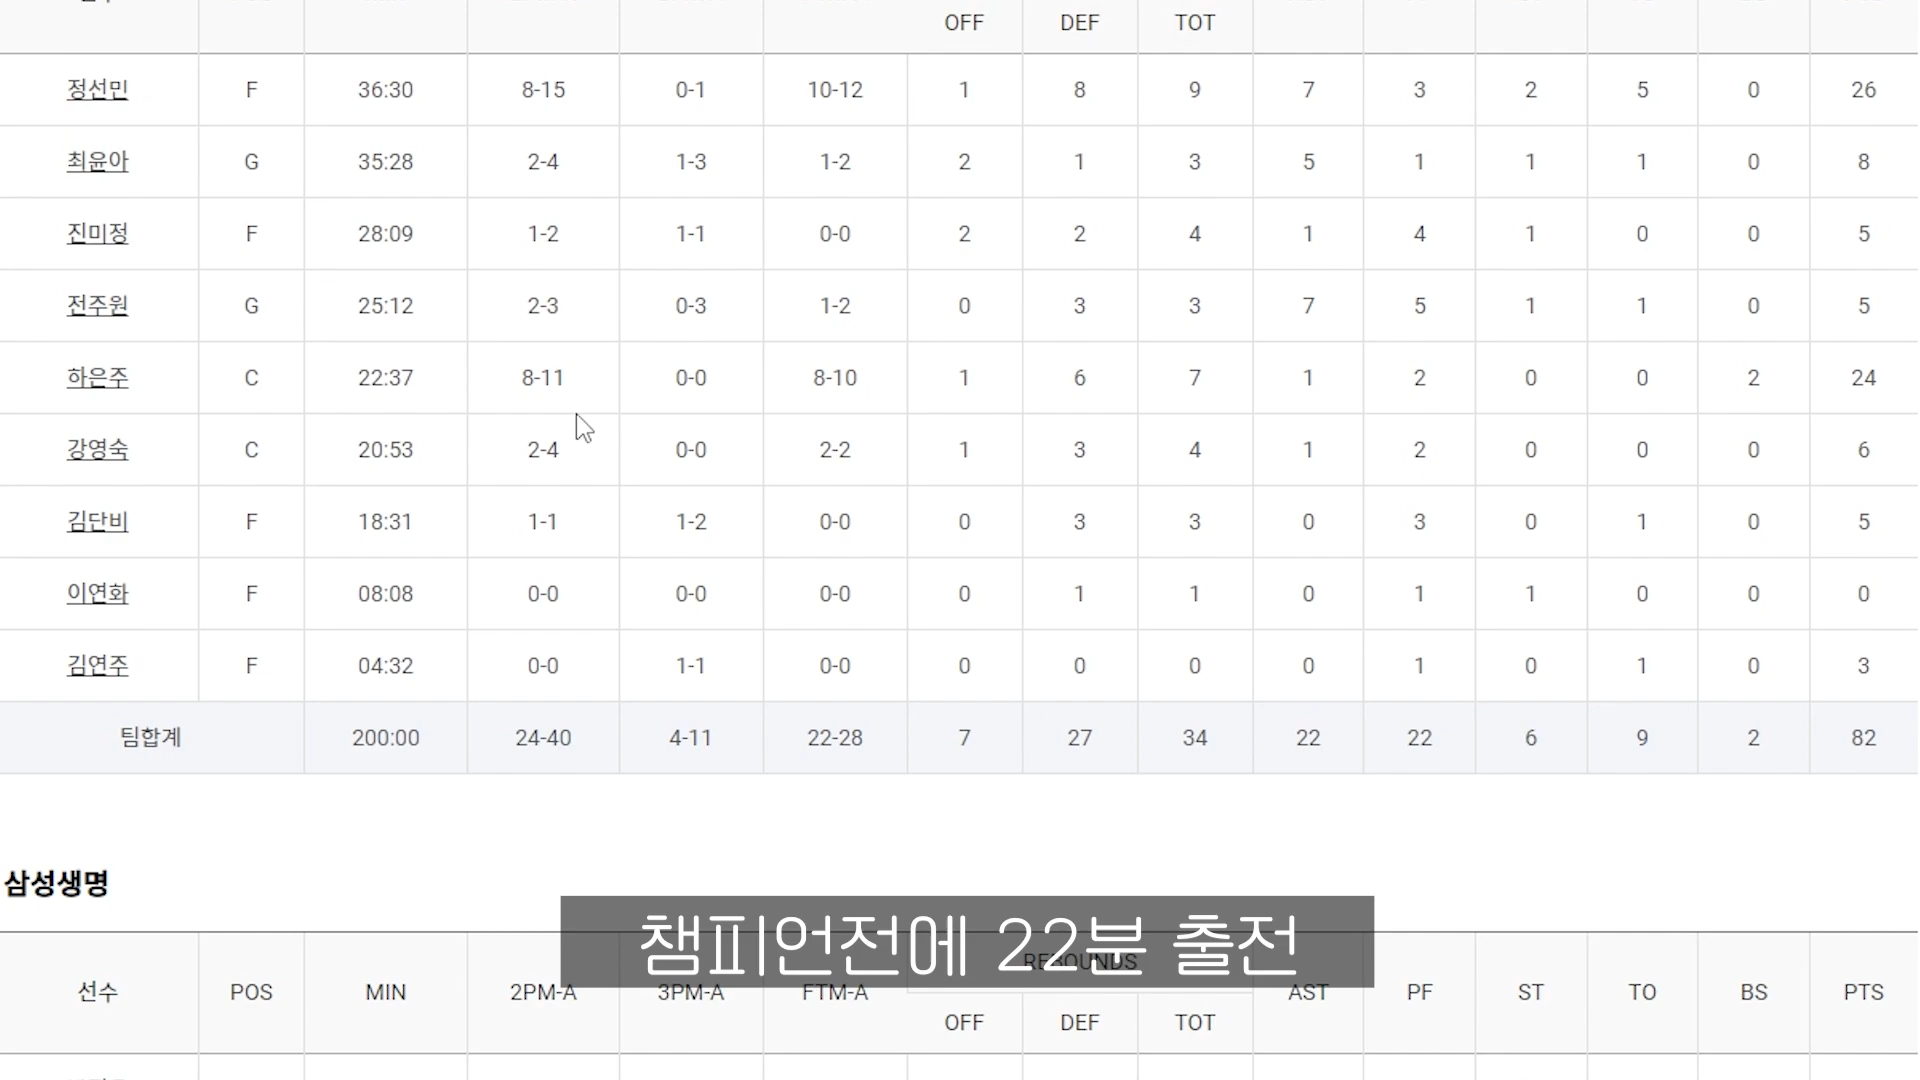 OFF DEF TOT
정선민 F 36:30 8-15 0-1 10-12 1 8 9 7 3 2 5 0 26
최윤아 G 35:28 2-4 1-3 1-2 2 1 3 5 1 1 1 0 8
진미정 F 28:09 1-2 1-1 0-0 2 2 4 1 4 1 0 0 5
전주원 G 25:12 2-3 0-3 1-2 0 3 3 7 5 1 1 0 5
하은주 C 22:37 8-11 0-0 8-10 1 6 7 1 2 0 0 2 24
강영숙 C 20:53 2-4 0-0 2-2 1 3 4 1 2 0 0 0 6
김단비 F 18:31 1-1 1-2 0-0 0 3 3 0 3 0 1 0 5
이연화 F 08:08 0-0 0-0 0-0 0 1 1 0 1 1 0 0 0
김연주 F 04:32 0-0 1-1 0-0 0 0 0 0 1 0 1 0 3
팀합계 200:00 24-40 4-11 22-28 7 27 34 22 22 6 9 2 82
삼성생명
챔피언전에 22분 출전
REBOUNDS
선수 POS MIN 2PM-A 3PM-A FTM-A AST PF ST TO BS PTS
OFF DEF TOT